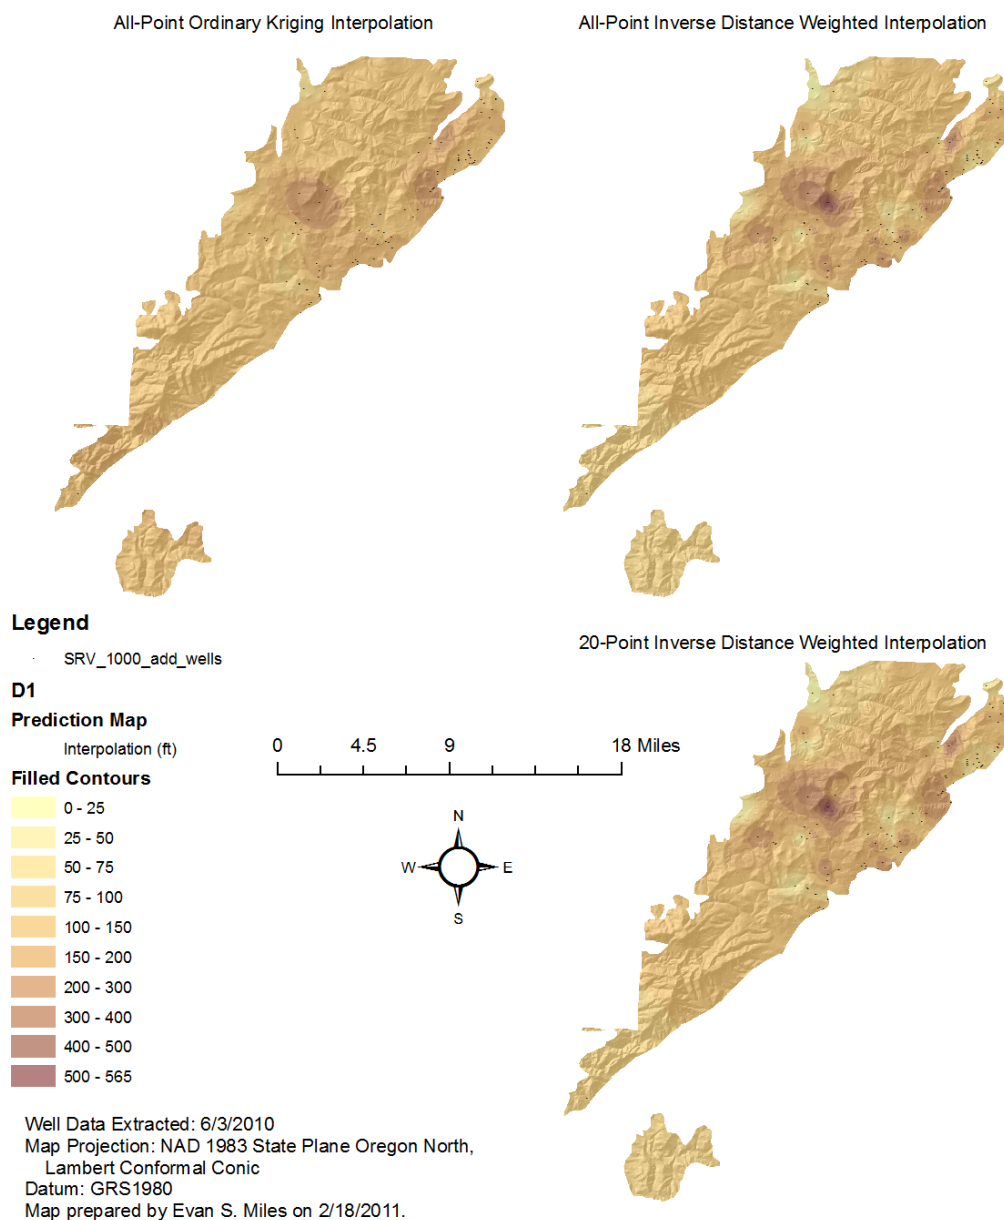 All-Point Ordinary Kriging Interpolation
All-Point Inverse Distance Weighted Interpolation
Legend
SRV_1000_add_wells
D1
Prediction Map
Interpolation (ft)
Filled Contours
0 - 25
25 - 50
50 - 75
75 - 100
100 - 150
150 - 200
200 - 300
300 - 400
400 - 500
500 - 565
0 4.5 9 18 Miles
N
W E
S
20-Point Inverse Distance Weighted Interpolation
Well Data Extracted: 6/3/2010
Map Projection: NAD 1983 State Plane Oregon North,
Lambert Conformal Conic
Datum: GRS1980
Map prepared by Evan S. Miles on 2/18/2011.